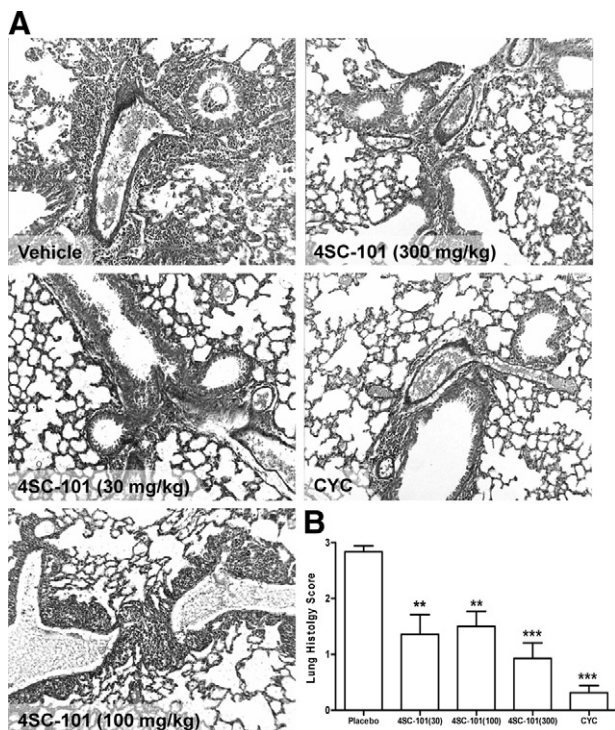 A
Vehicle
4SC-101 (300 mg/kg)
4SC-101 (30 mg/kg)
CYC
4SC-101 (100 mg/kg)
B
Lung Histolgy Score
3
2
1
0
**
**
***
***
Placebo
4SC-101(30)
4SC-101(100)
4SC-101(300)
CYC